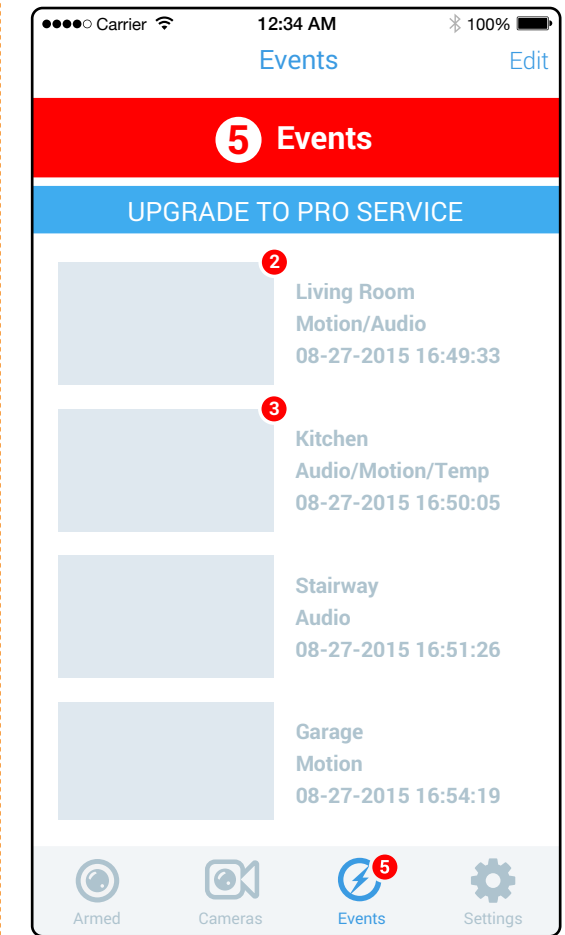 Carrier 12:34 AM 100%
Events Edit
5 Events
UPGRADE TO PRO SERVICE
2
Living Room
Motion/Audio
08-27-2015 16:49:33
3
Kitchen
Audio/Motion/Temp
08-27-2015 16:50:05
Stairway
Audio
08-27-2015 16:51:26
Garage
Motion
08-27-2015 16:54:19
5
Armed Cameras Events Settings